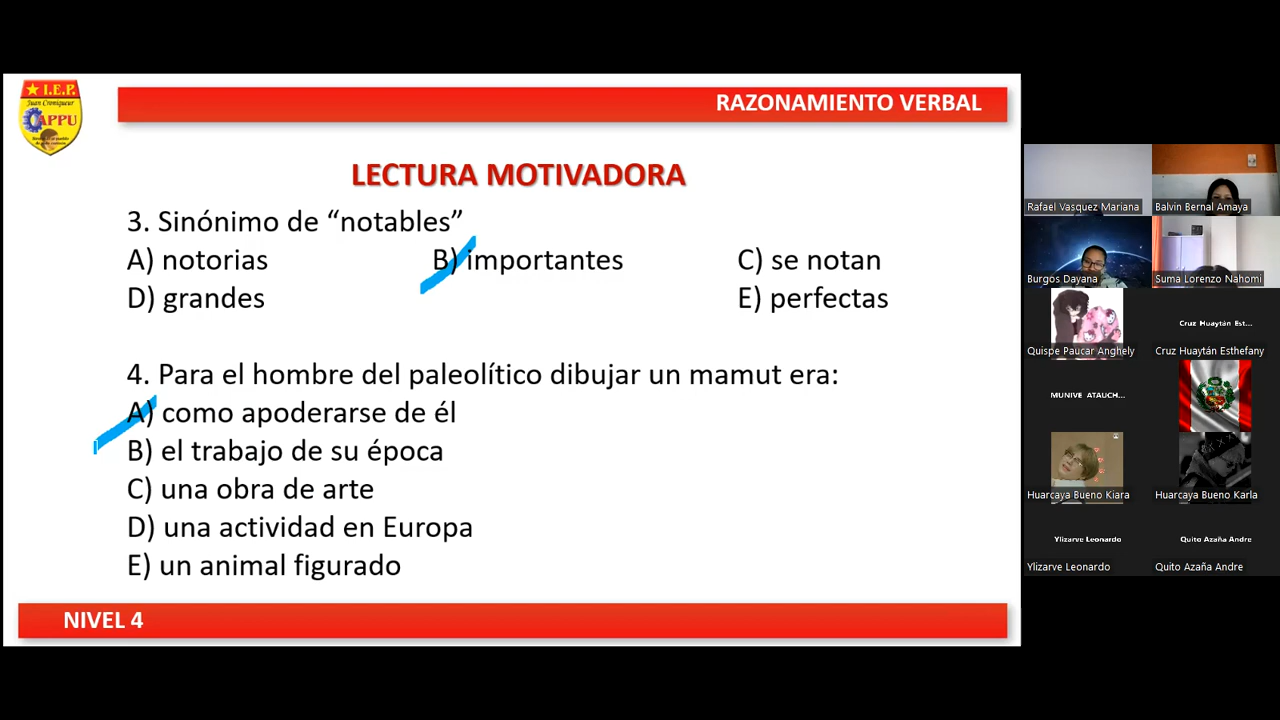 I.E.P.
Juan Croniqueur
APPU
RAZONAMIENTO VERBAL
LECTURA MOTIVADORA
3. Sinónimo de “notables”
A) notorias B) importantes C) se notan
D) grandes E) perfectas
4. Para el hombre del paleolítico dibujar un mamut era:
A) como apoderarse de él
B) el trabajo de su época
C) una obra de arte
D) una actividad en Europa
E) un animal figurado
NIVEL 4
Rafael Vasquez Mariana
Balvin Bernal Amaya
Burgos Dayana
Suma Lorenzo Nahomi
Cruz Huaytán Est...
Quispe Paucar Anghely
Cruz Huaytán Esthefany
MUNIVE ATAUCH...
Huarcaya Bueno Kiara
Huarcaya Bueno Karla
Ylizarve Leonardo
Quito Azaña Andre
Ylizarve Leonardo
Quito Azaña Andre